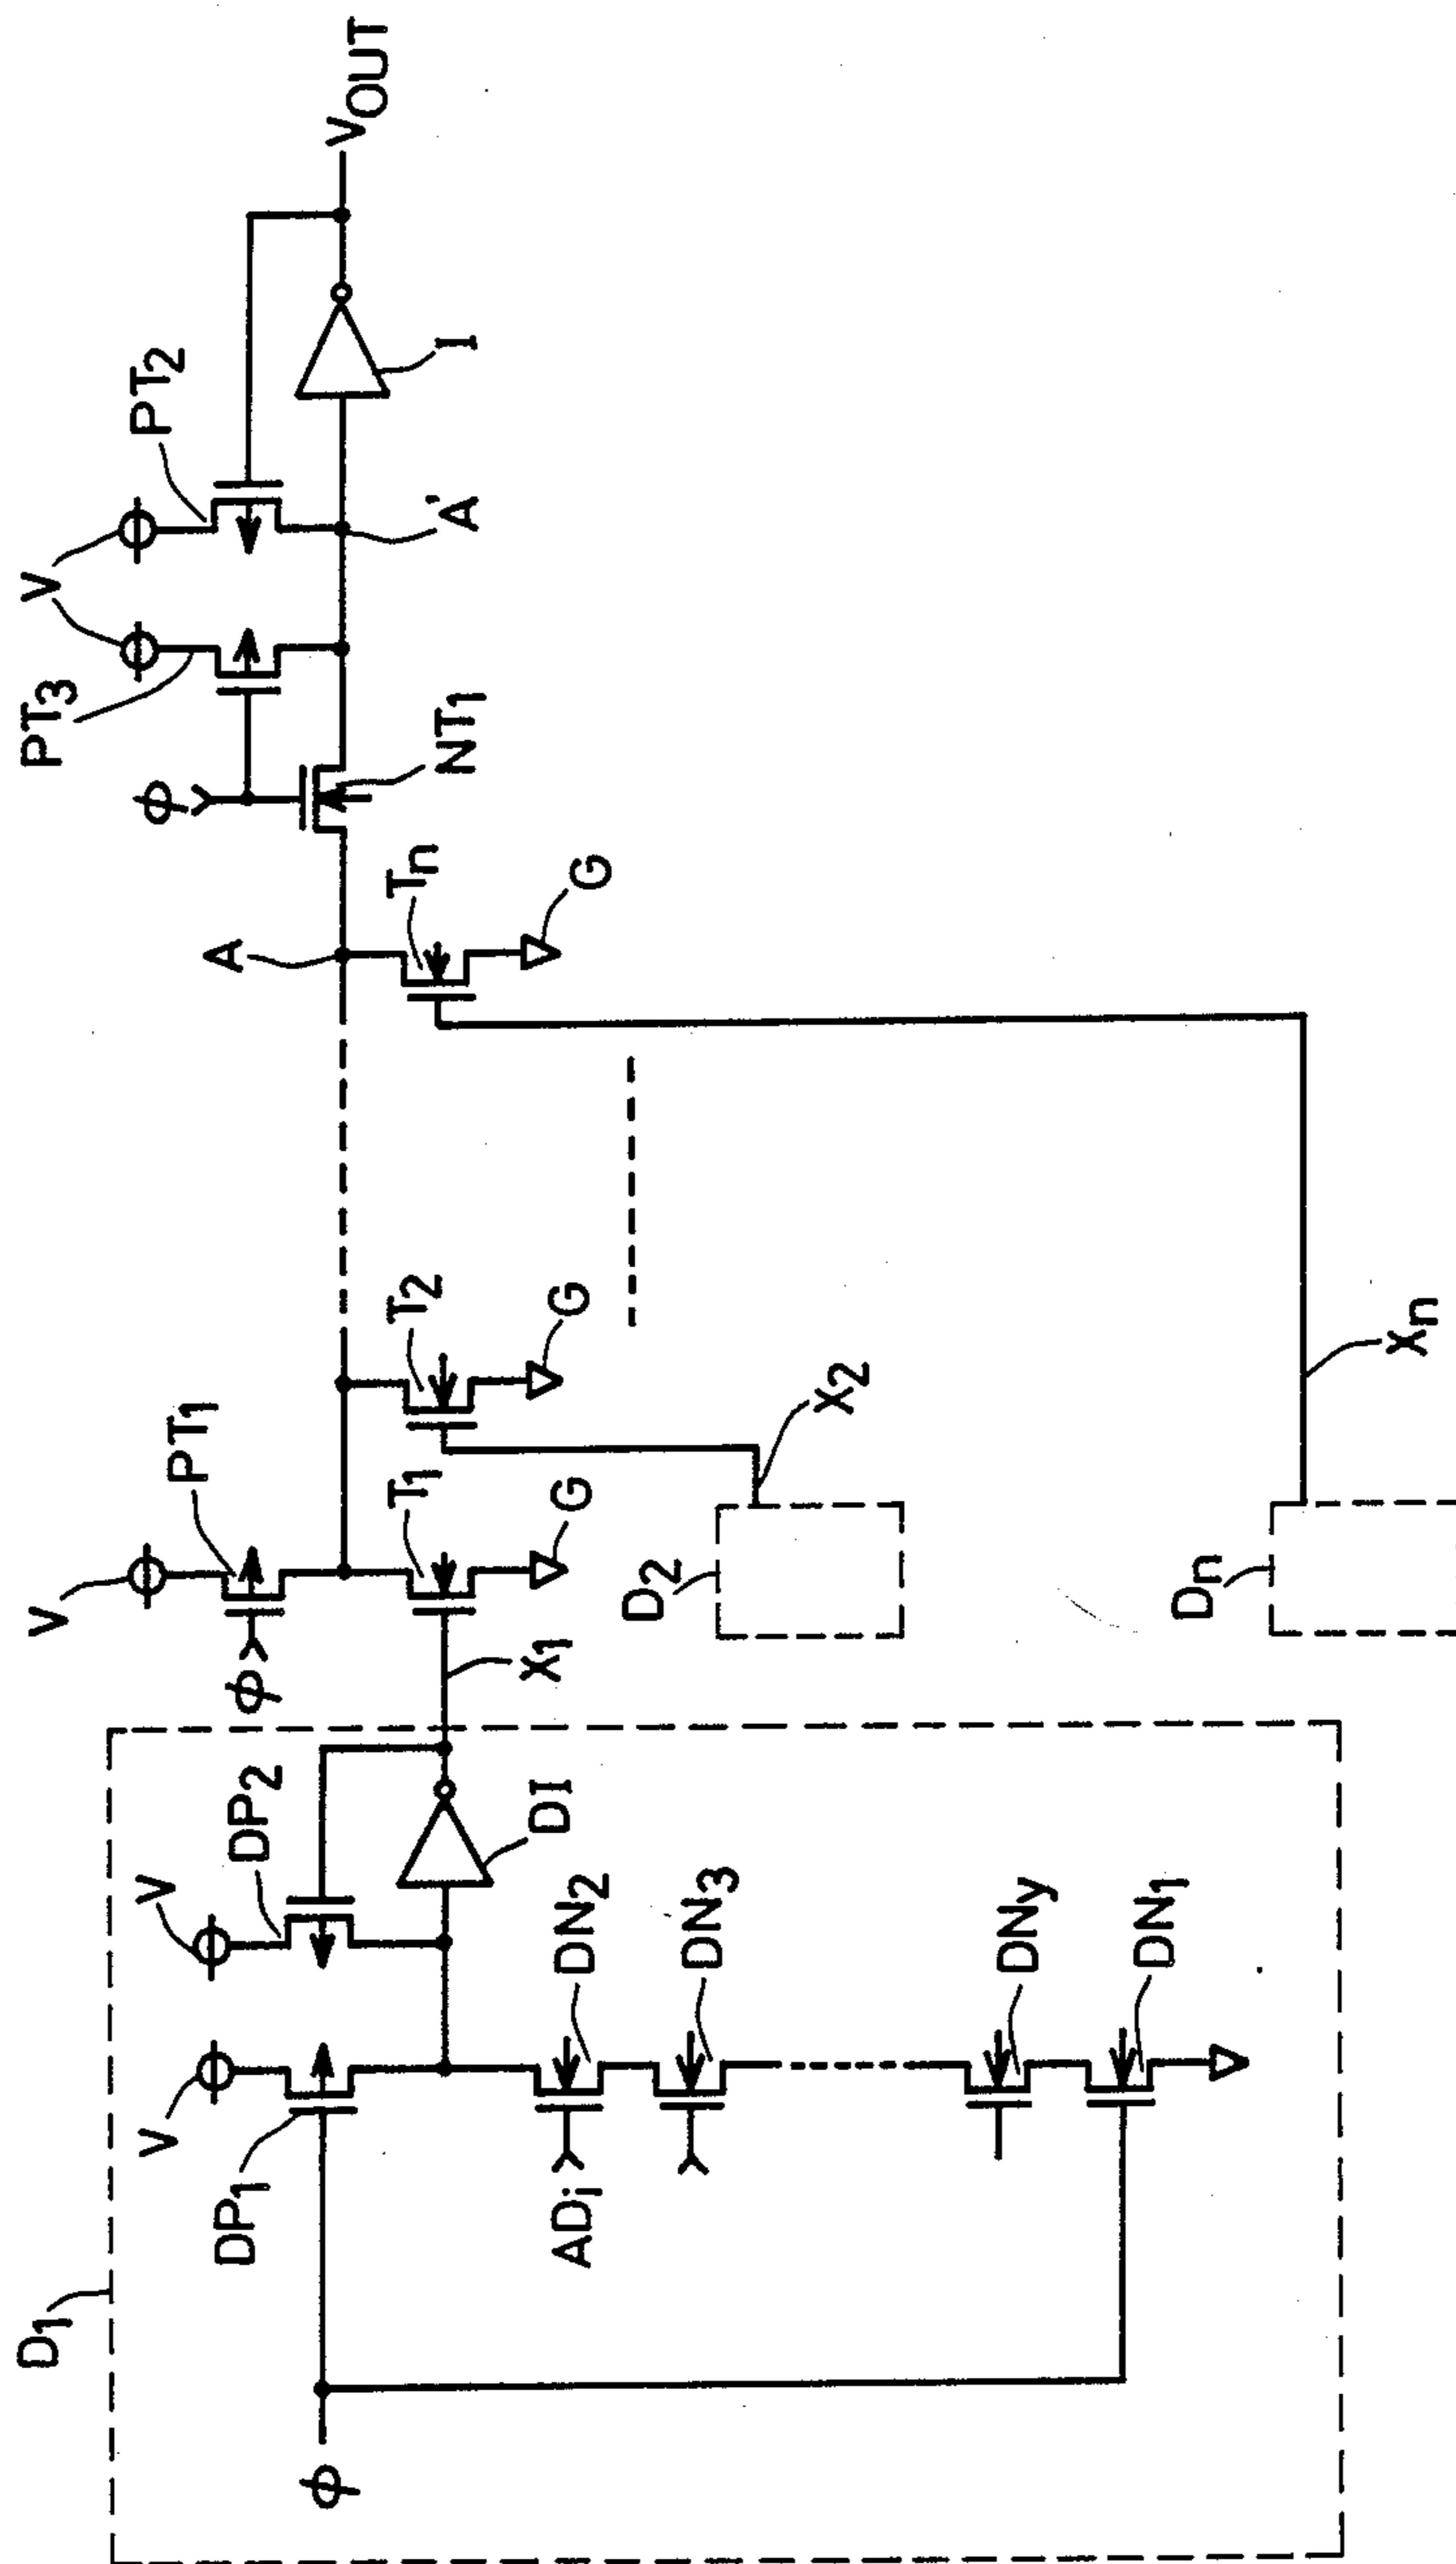 D1
ϕ
DP1
V
V
DP2
DI
ADi
DN2
DN3
DNy
DN1
X1
V
ϕ
PT1
T1
G
T2
G
D2
X2
Dn
Xn
A
Tn
G
ϕ
NT1
PT3
V
PT2
A'
I
VOUT